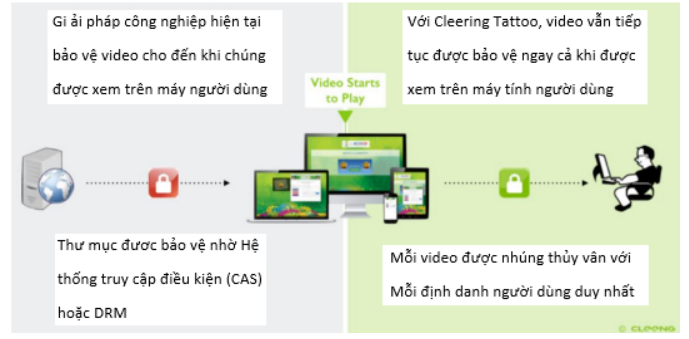 Gi ải pháp công nghiệp hiện tại
bảo vệ video cho đến khi chúng
được xem trên máy người dùng
Với Cleering Tattoo, video vẫn tiếp
tục được bảo vệ ngay cả khi được
xem trên máy tính người dùng
Video Starts
to Play
Thư mục đươc bảo vệ nhờ Hệ
thống truy cập điều kiện (CAS)
hoặc DRM
Mỗi video được nhúng thủy vân với
Mỗi định danh người dùng duy nhất
© CLEENG